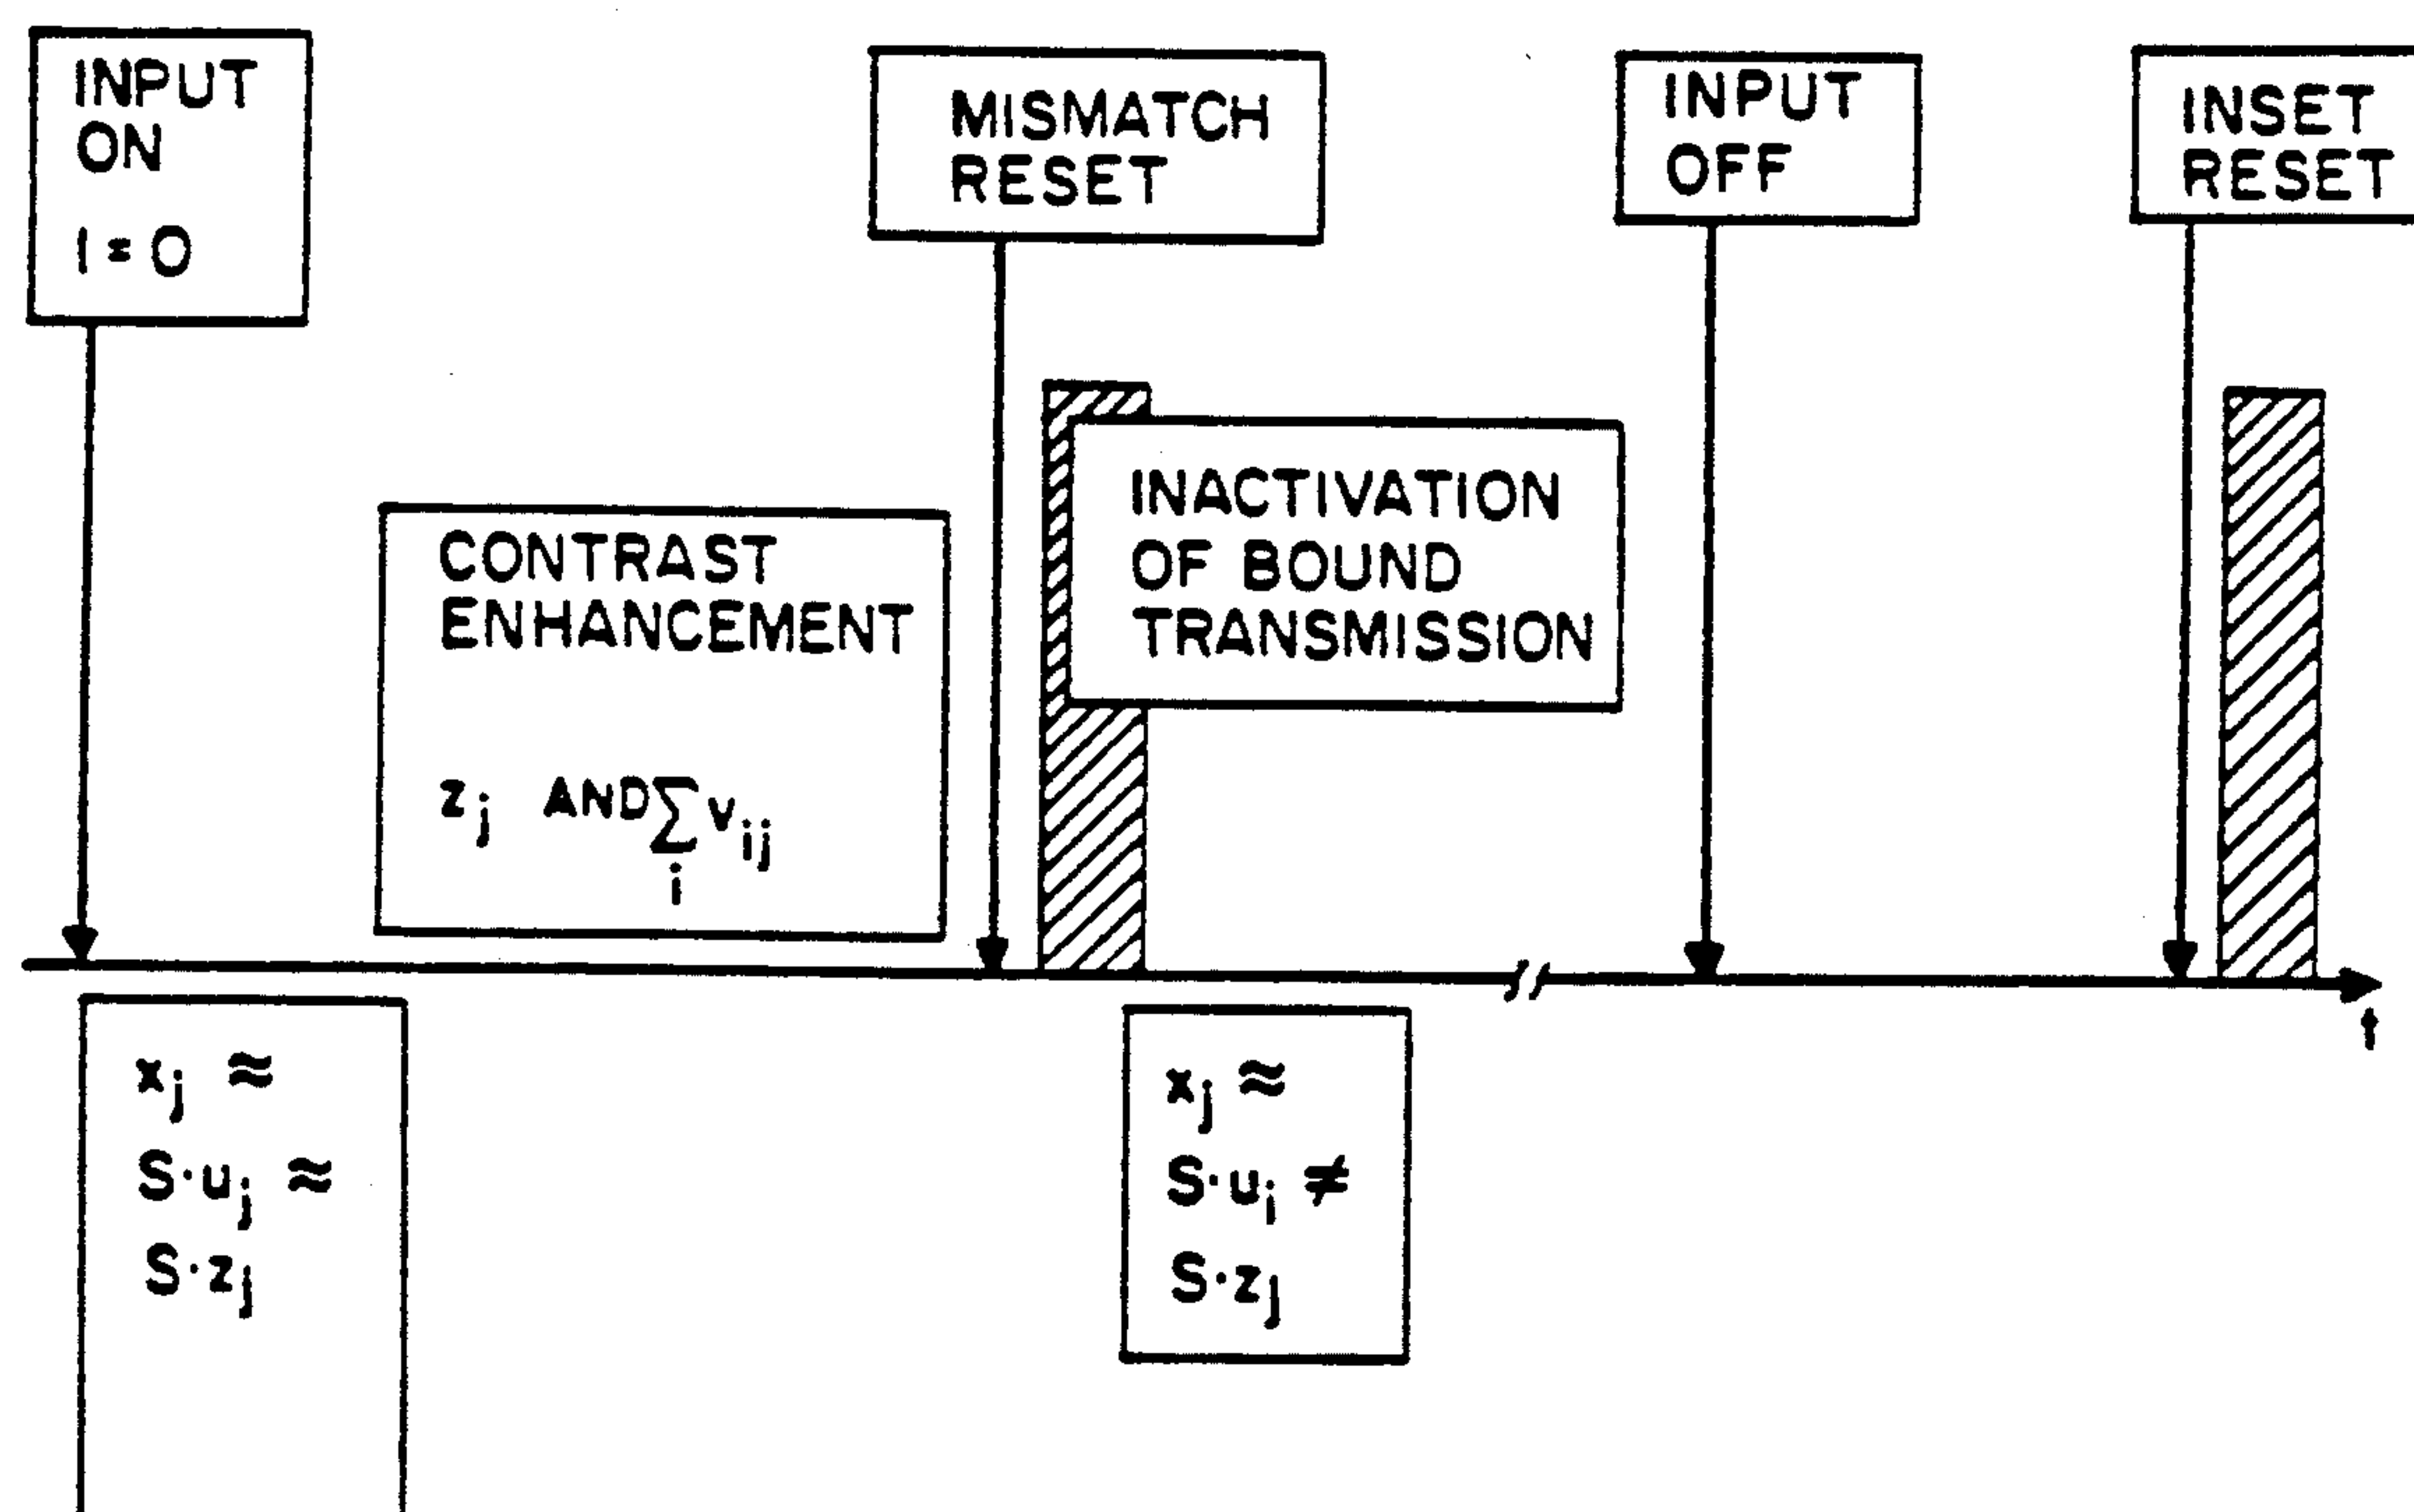 INPUT
ON
I = 0
MISMATCH
RESET
INPUT
OFF
INSET
RESET
CONTRAST
ENHANCEMENT
z_j AND ∑_i v_ij
INACTIVATION
OF BOUND
TRANSMISSION
t
x_j ≈
S·u_j ≈
S·z_j
x_j ≈
S·u_i ≠
S·z_j